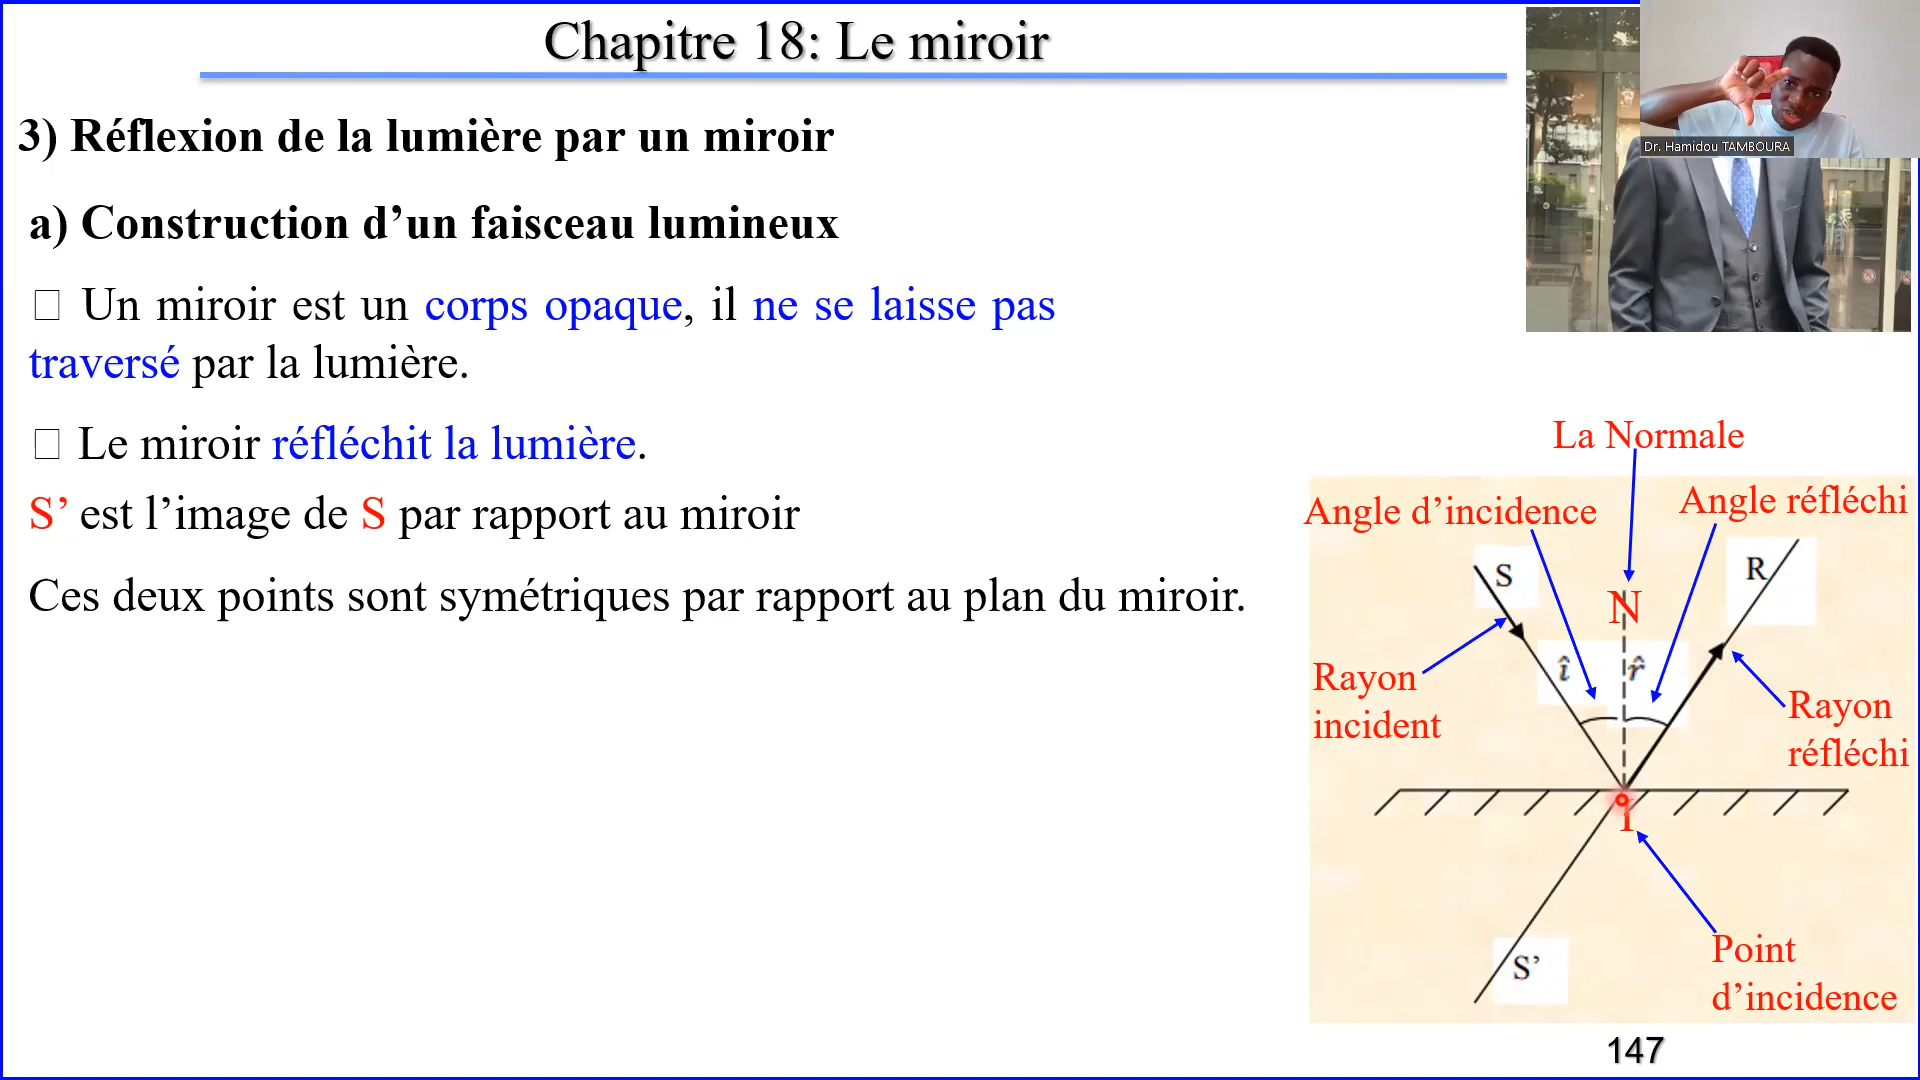 Chapitre 18: Le miroir
Dr. Hamidou TAMBOURA
3) Réflexion de la lumière par un miroir
a) Construction d’un faisceau lumineux
□ Un miroir est un corps opaque, il ne se laisse pas
traversé par la lumière.
□ Le miroir réfléchit la lumière.
S’ est l’image de S par rapport au miroir
Ces deux points sont symétriques par rapport au plan du miroir.
La Normale
Angle d’incidence
Angle réfléchi
S
R
N
î
r̂
Rayon
incident
Rayon
réfléchi
I
S’
Point
d’incidence
147